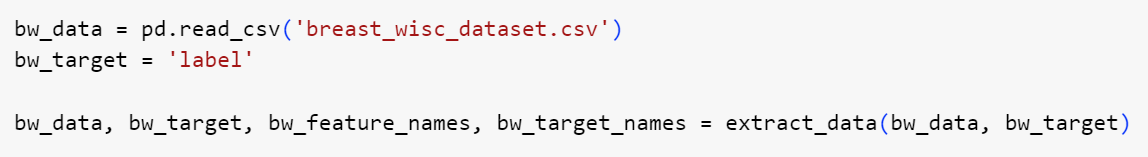 bw_data = pd.read_csv('breast_wisc_dataset.csv')
bw_target = 'label'
bw_data, bw_target, bw_feature_names, bw_target_names = extract_data(bw_data, bw_target)